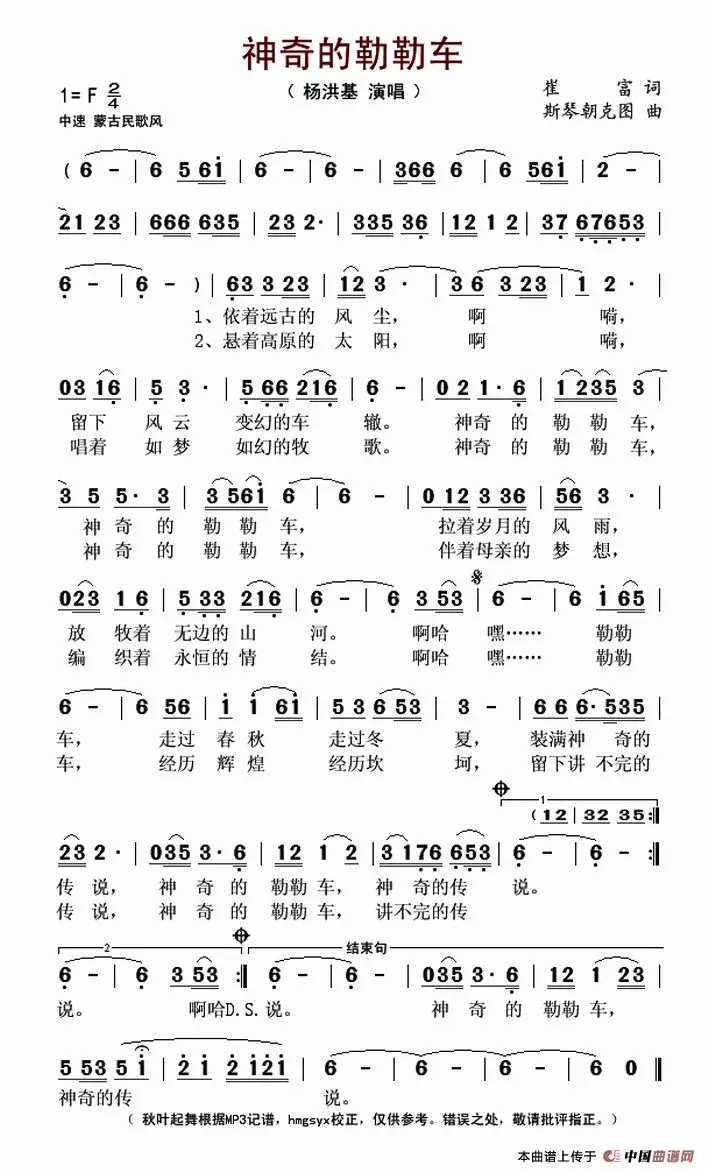 神奇的勒勒车
1=F 2/4
（ 杨洪基 演唱 ）
崔 富 词
中速 蒙古民歌风
斯琴朝克图 曲
( 6 - | 6 5 61 | 6 - | 6 - | 366 6 | 6 561 | 2 - |
21 23 | 666 635 | 23 2· | 335 36 | 12 1 2 | 37 67653 |
6 - | 6 - ) | 63 3 23 | 12 3 · | 36 3 23 | 1 2 · |
1、依着远古的 风 尘， 啊 嗬，
2、悬着高原的 太 阳， 啊 嗬，
03 16 | 5 3 · | 5 66 216 | 6 - | 0 2 1· 6 | 1 235 3 |
留下 风云 变幻的车 辙。 神奇 的 勒 勒 车，
唱着 如梦 如幻的牧 歌。 神奇 的 勒 勒 车，
3 5 5· 3 | 3 561 6 | 6 - | 0 12 3 36 | 56 3 · |
神 奇 的 勒 勒 车， 拉着岁月的 风 雨，
神 奇 的 勒 勒 车， 伴着母亲的 梦 想，
023 1 6 | 5 33 216 | 6 - | 6 3 53 | 6 - | 6 1 65 |
放 牧着 无边的 山 河。 啊哈 嘿…… 勒勒
编 织着 永恒的 情 结。 啊哈 嘿…… 勒勒
6 - | 6 56 | 1 1 61 | 5 3 6 53 | 3 - | 6 6 6·535 |
车， 走过 春 秋 走过冬 夏， 装满神 奇的
车， 经历 辉 煌 经历坎 坷， 留下讲 不完的
1
(12 | 32 35 :‖
23 2 · | 035 3· 6 | 12 1 2 | 3 176 653 | 6 - | 6 - :‖
传 说， 神 奇 的 勒勒 车， 神 奇的传 说。
传 说， 神 奇 的 勒勒 车， 讲不完的传
2 结束句
6 - | 6 3 53 :‖ 6 - | 6 - | 035 3· 6 | 12 1 23 |
说。 啊哈D.S.说。 神 奇 的 勒勒 车，
5 53 5 1 | 2 1 2 121 | 6 - | 6 - | 6 - | 6 0 ‖
神奇的传 说。
（ 秋叶起舞根据MP3记谱，hmgsyx校正，仅供参考。错误之处，敬请批评指正。）
本曲谱上传于 中国曲谱网